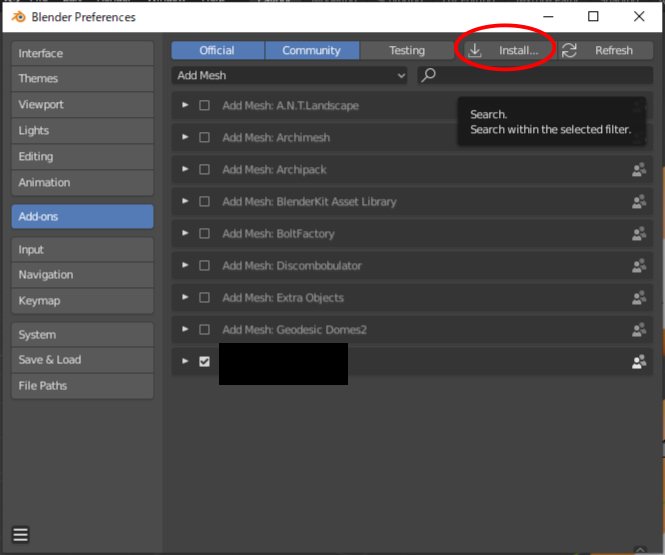 Blender Preferences
Interface
Themes
Viewport
Lights
Editing
Animation
Add-ons
Input
Navigation
Keymap
System
Save & Load
File Paths
Official Community Testing Install... Refresh
Add Mesh
Search.
Search within the selected filter.
Add Mesh: A.N.T.Landscape
Add Mesh: Archimesh
Add Mesh: Archipack
Add Mesh: BlenderKit Asset Library
Add Mesh: BoltFactory
Add Mesh: Discombobulator
Add Mesh: Extra Objects
Add Mesh: Geodesic Domes2